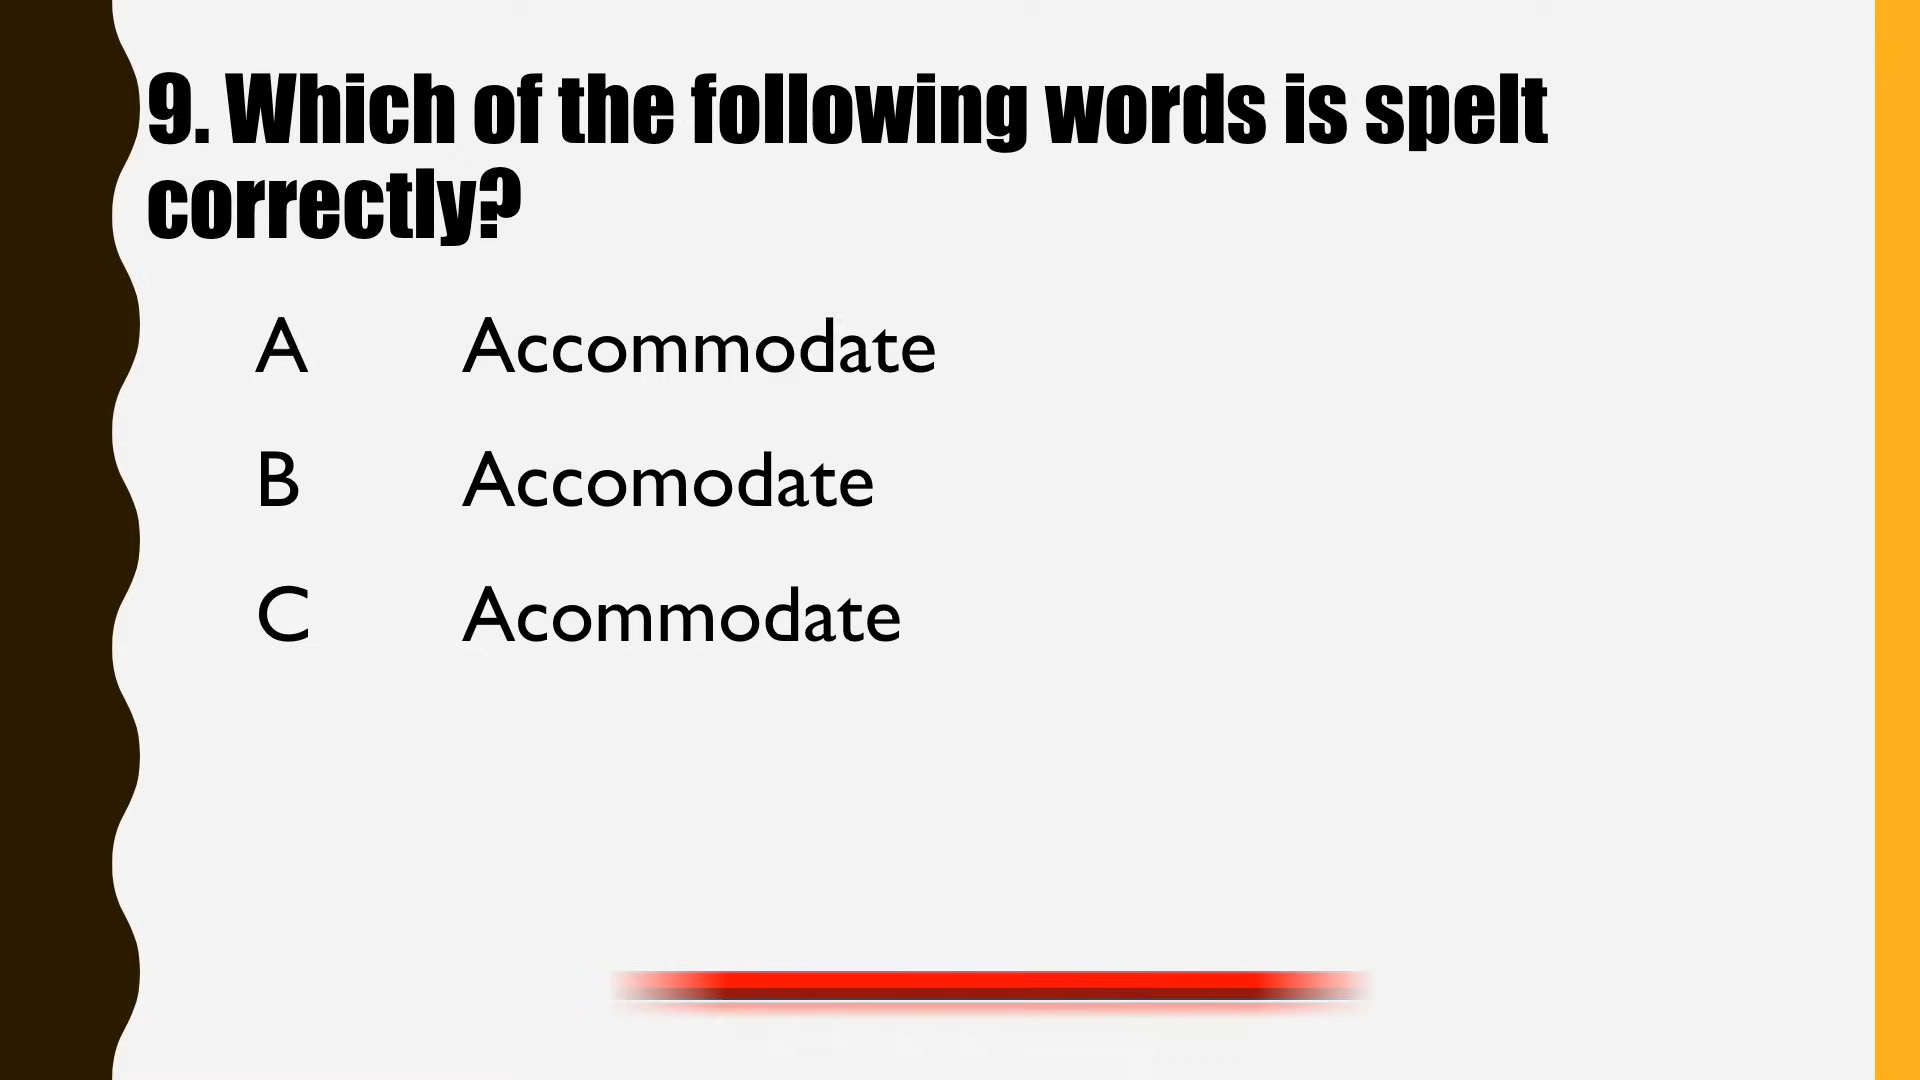 9. Which of the following words is spelt
correctly?
A Accommodate
B Accomodate
C Acommodate